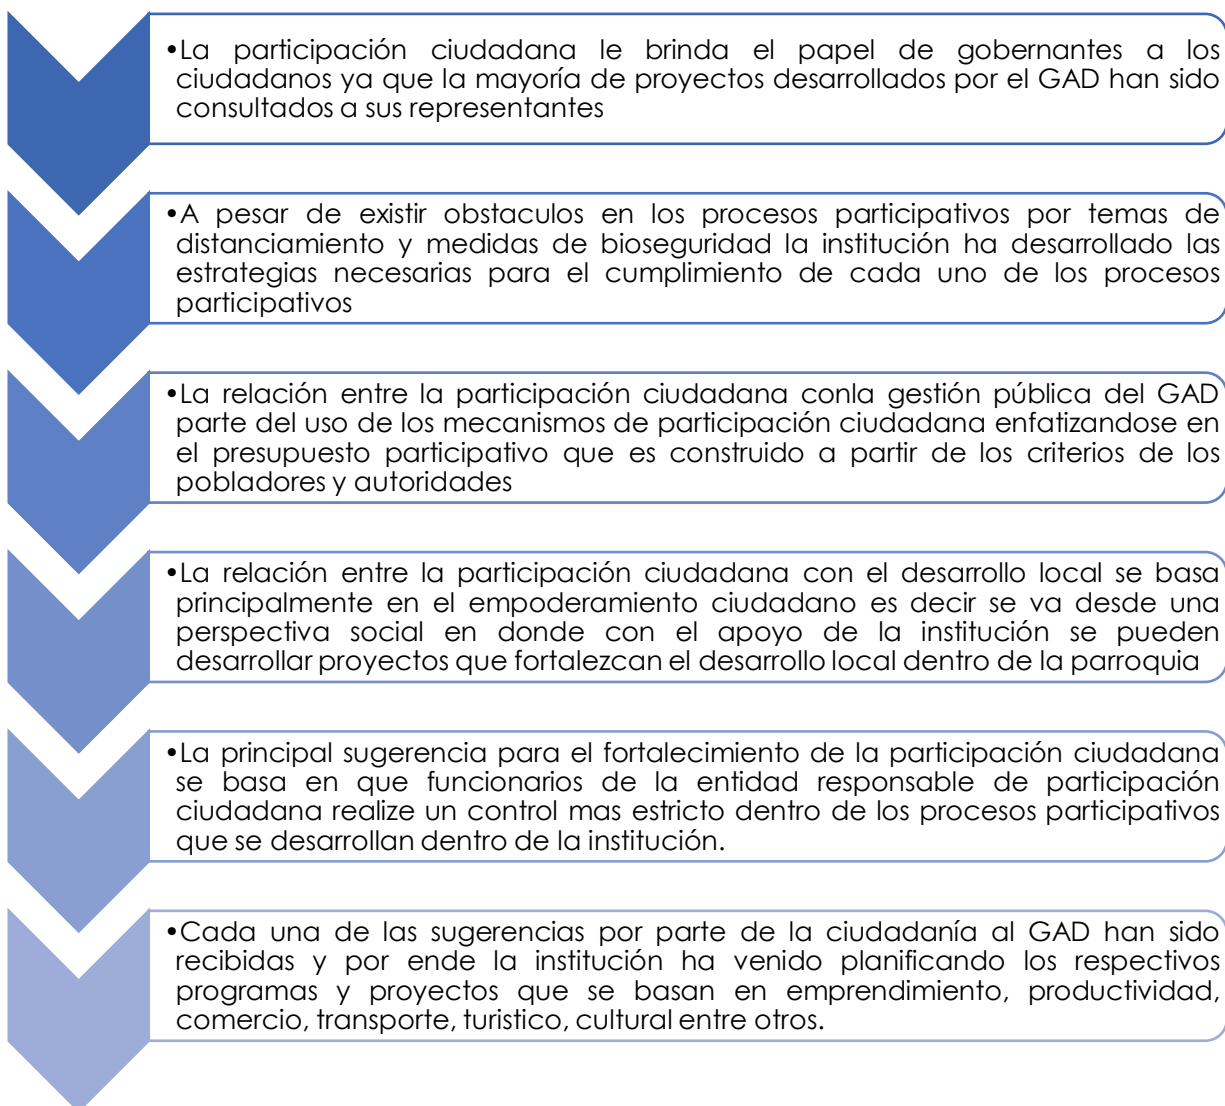 •La participación ciudadana le brinda el papel de gobernantes a los
ciudadanos ya que la mayoría de proyectos desarrollados por el GAD han sido
consultados a sus representantes
•A pesar de existir obstaculos en los procesos participativos por temas de
distanciamiento y medidas de bioseguridad la institución ha desarrollado las
estrategias necesarias para el cumplimiento de cada uno de los procesos
participativos
•La relación entre la participación ciudadana conla gestión pública del GAD
parte del uso de los mecanismos de participación ciudadana enfatizandose en
el presupuesto participativo que es construido a partir de los criterios de los
pobladores y autoridades
•La relación entre la participación ciudadana con el desarrollo local se basa
principalmente en el empoderamiento ciudadano es decir se va desde una
perspectiva social en donde con el apoyo de la institución se pueden
desarrollar proyectos que fortalezcan el desarrollo local dentro de la parroquia
•La principal sugerencia para el fortalecimiento de la participación ciudadana
se basa en que funcionarios de la entidad responsable de participación
ciudadana realize un control mas estricto dentro de los procesos participativos
que se desarrollan dentro de la institución.
•Cada una de las sugerencias por parte de la ciudadanía al GAD han sido
recibidas y por ende la institución ha venido planificando los respectivos
programas y proyectos que se basan en emprendimiento, productividad,
comercio, transporte, turistico, cultural entre otros.